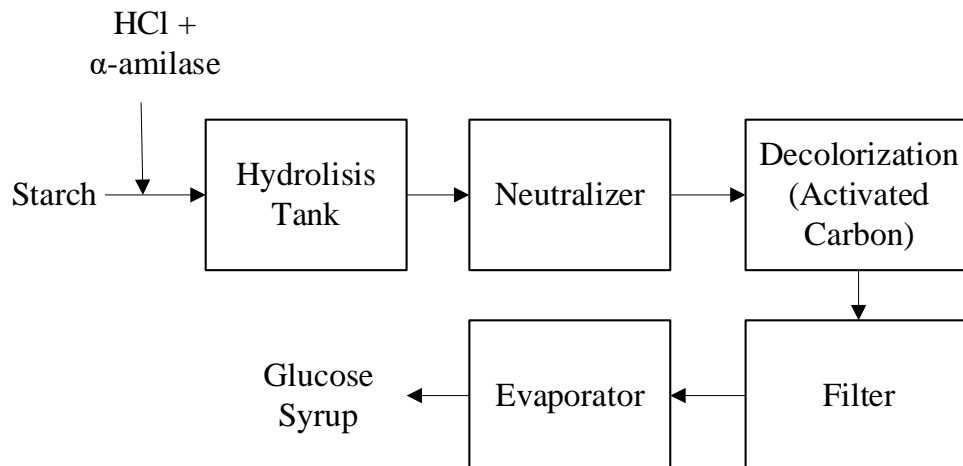 HCl +
α-amilase
Starch
Hydrolisis
Tank
Neutralizer
Decolorization
(Activated
Carbon)
Glucose
Syrup
Evaporator
Filter